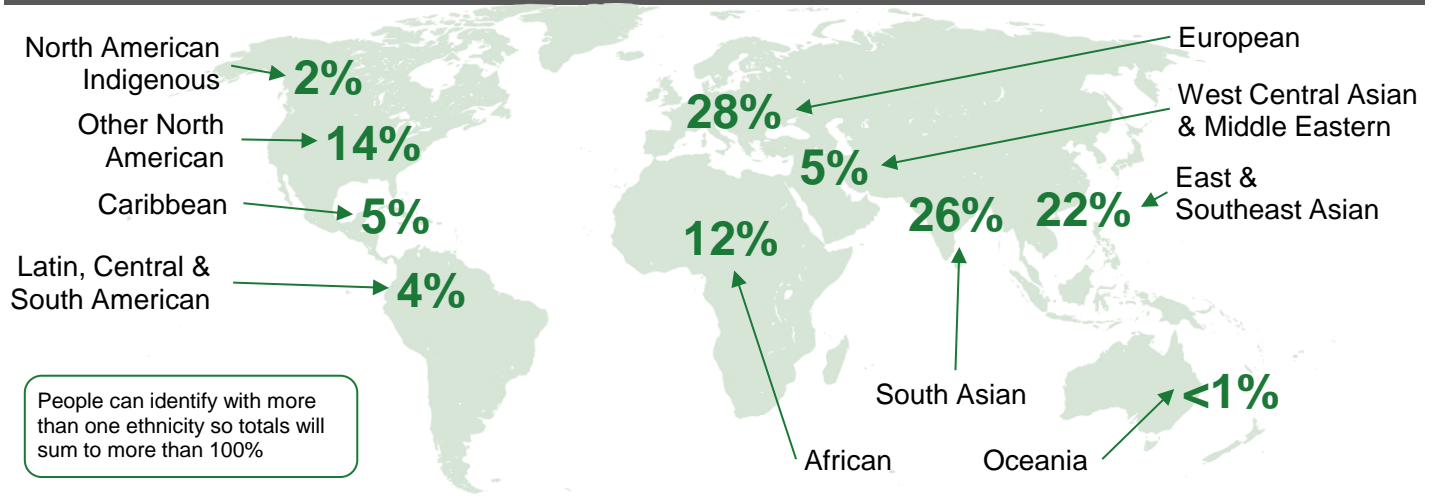 North American
Indigenous
2%
Other North
American
14%
Caribbean
5%
Latin, Central &
South American
4%
European
28%
West Central Asian
& Middle Eastern
5%
East &
Southeast Asian
22%
26%
South Asian
12%
African
<1%
Oceania
People can identify with more
than one ethnicity so totals will
sum to more than 100%